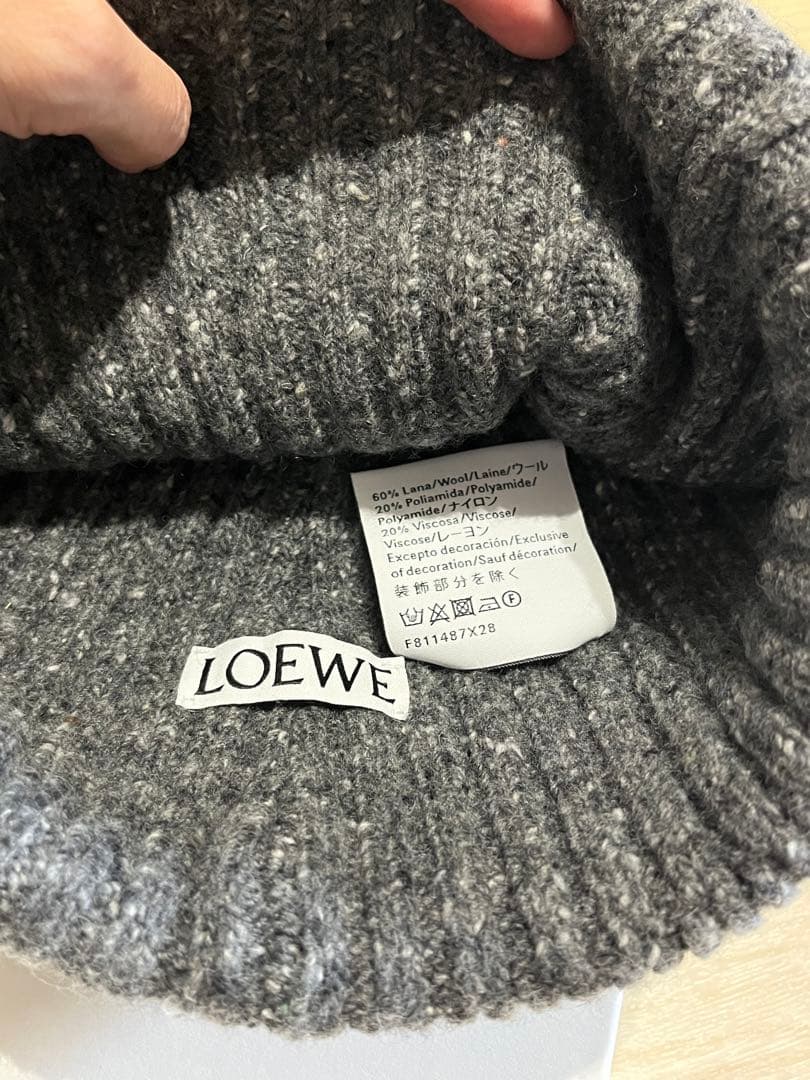 60% Lana/Wool/Laine/ウール
20% Poliamida/Polyamide/
Polyamide/ナイロン
20% Viscosa/Viscose/
Viscose/レーヨン
Excepto decoración/Exclusive
of decoration/Sauf décoration/
装飾部分を除く
F
F811487X28
LOEWE